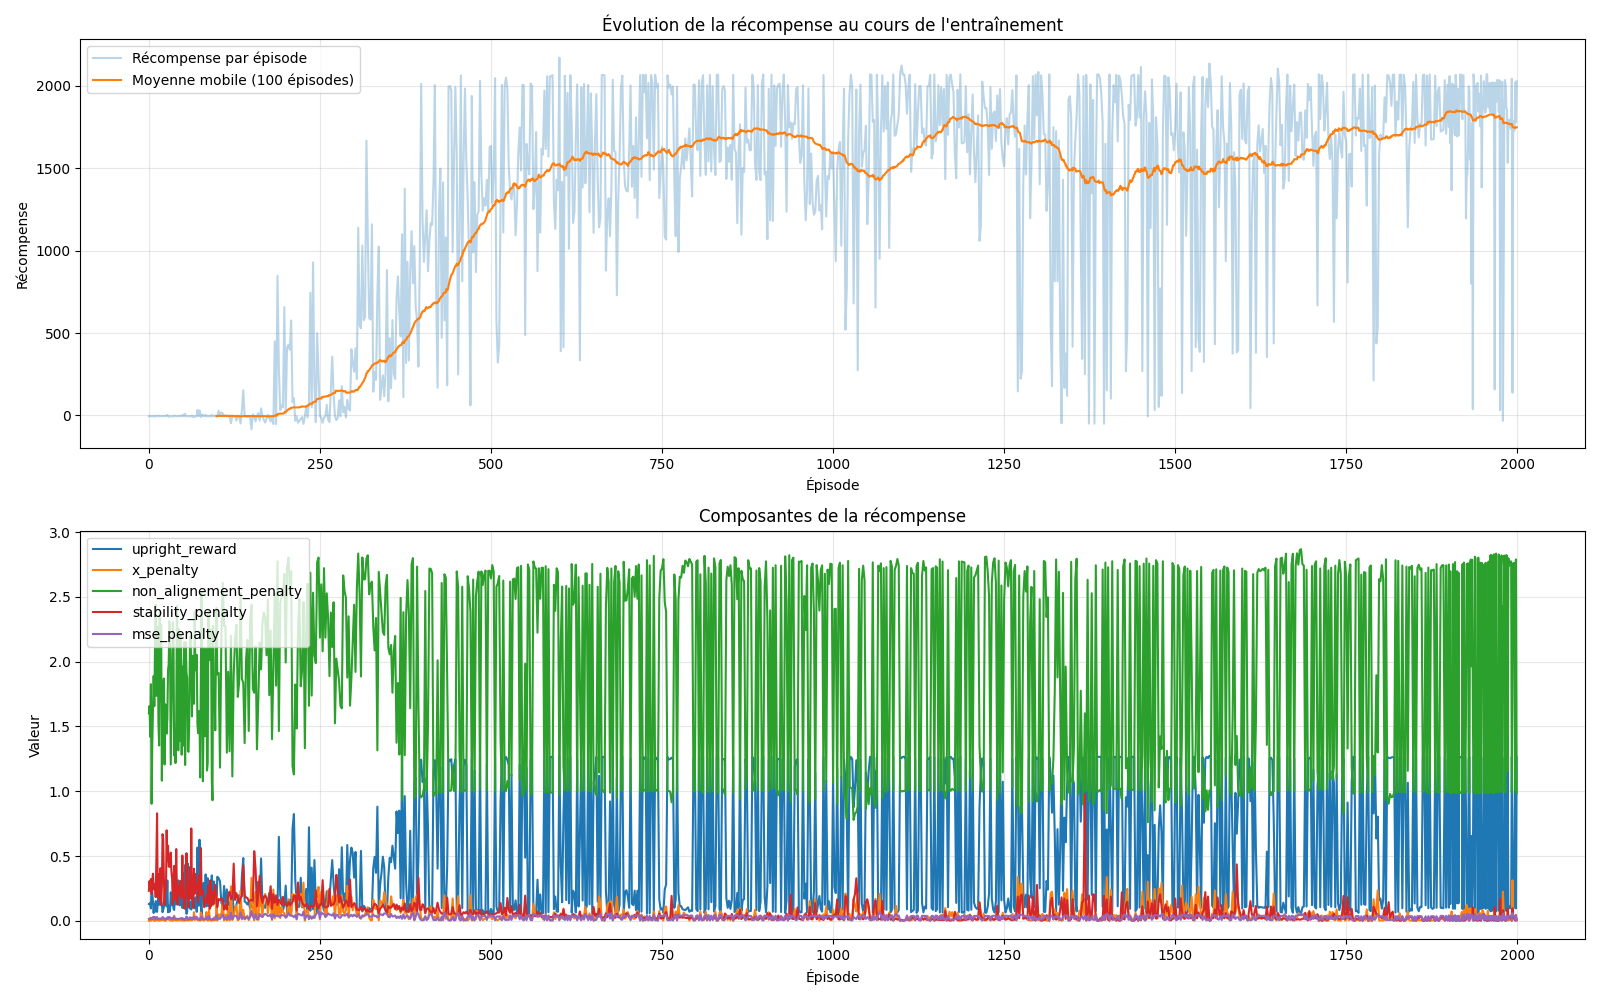 Évolution de la récompense au cours de l'entraînement
Récompense par épisode
Moyenne mobile (100 épisodes)
Récompense
2000
1500
1000
500
0
0 250 500 750 1000 1250 1500 1750 2000
Épisode
Composantes de la récompense
upright_reward
x_penalty
non_alignement_penalty
stability_penalty
mse_penalty
Valeur
3.0
2.5
2.0
1.5
1.0
0.5
0.0
0 250 500 750 1000 1250 1500 1750 2000
Épisode